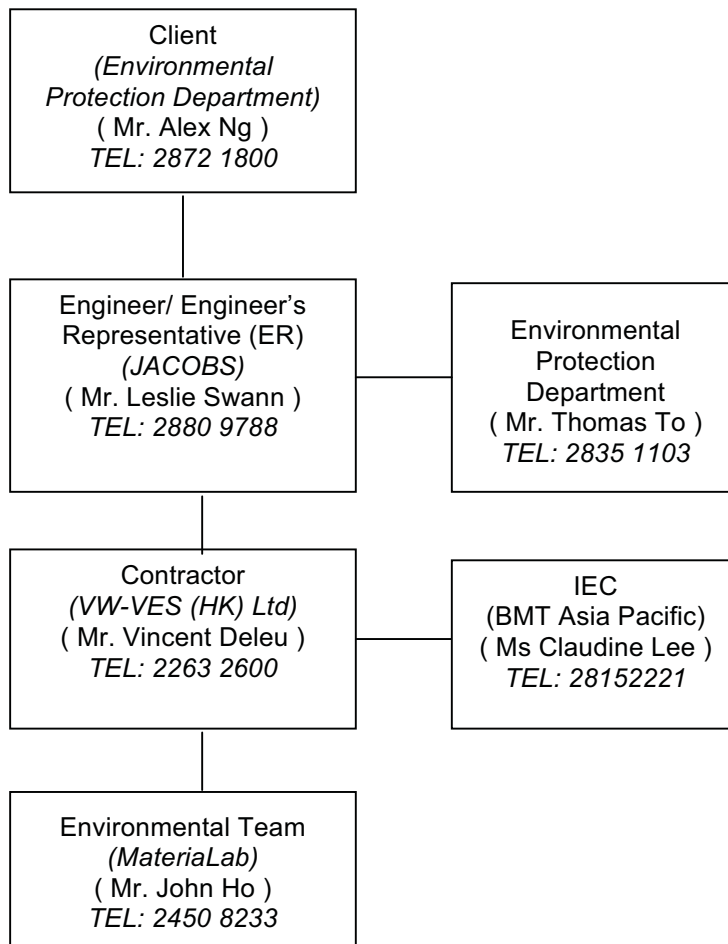 Client
(Environmental
Protection Department)
( Mr. Alex Ng )
TEL: 2872 1800
Engineer/ Engineer’s
Representative (ER)
(JACOBS)
( Mr. Leslie Swann )
TEL: 2880 9788
Environmental
Protection
Department
( Mr. Thomas To )
TEL: 2835 1103
Contractor
(VW-VES (HK) Ltd)
( Mr. Vincent Deleu )
TEL: 2263 2600
IEC
(BMT Asia Pacific)
( Ms Claudine Lee )
TEL: 28152221
Environmental Team
(MateriaLab)
( Mr. John Ho )
TEL: 2450 8233